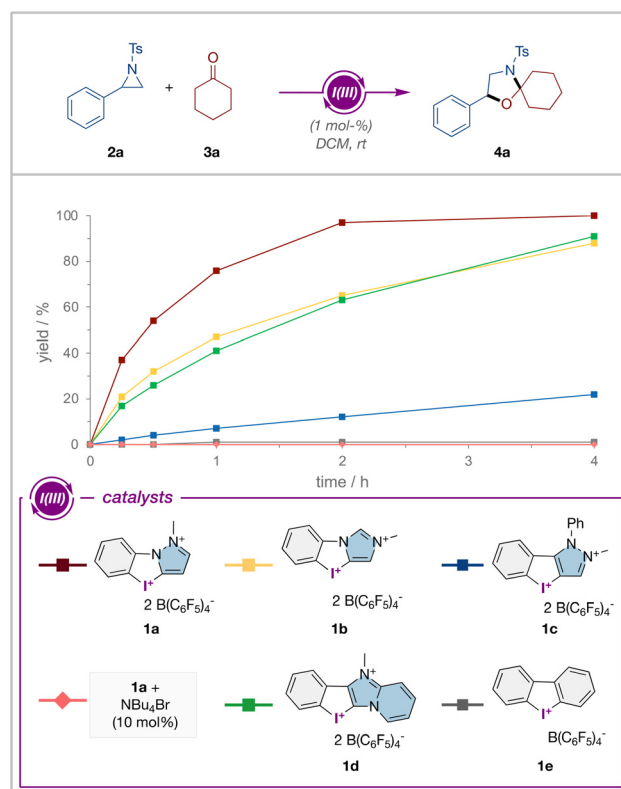 Ts
N
+
O
I(III)
(1 mol-%)
DCM, rt
Ts
N
O
2a
3a
4a
yield / %
100
80
60
40
20
0
0
1
2
3
4
time / h
I(III)
catalysts
N
N+
I+
2 B(C6F5)4-
1a
N
N+
I+
2 B(C6F5)4-
1b
Ph
N
N+
I+
2 B(C6F5)4-
1c
1a +
NBu4Br
(10 mol%)
N+
N
I+
2 B(C6F5)4-
1d
I+
B(C6F5)4-
1e